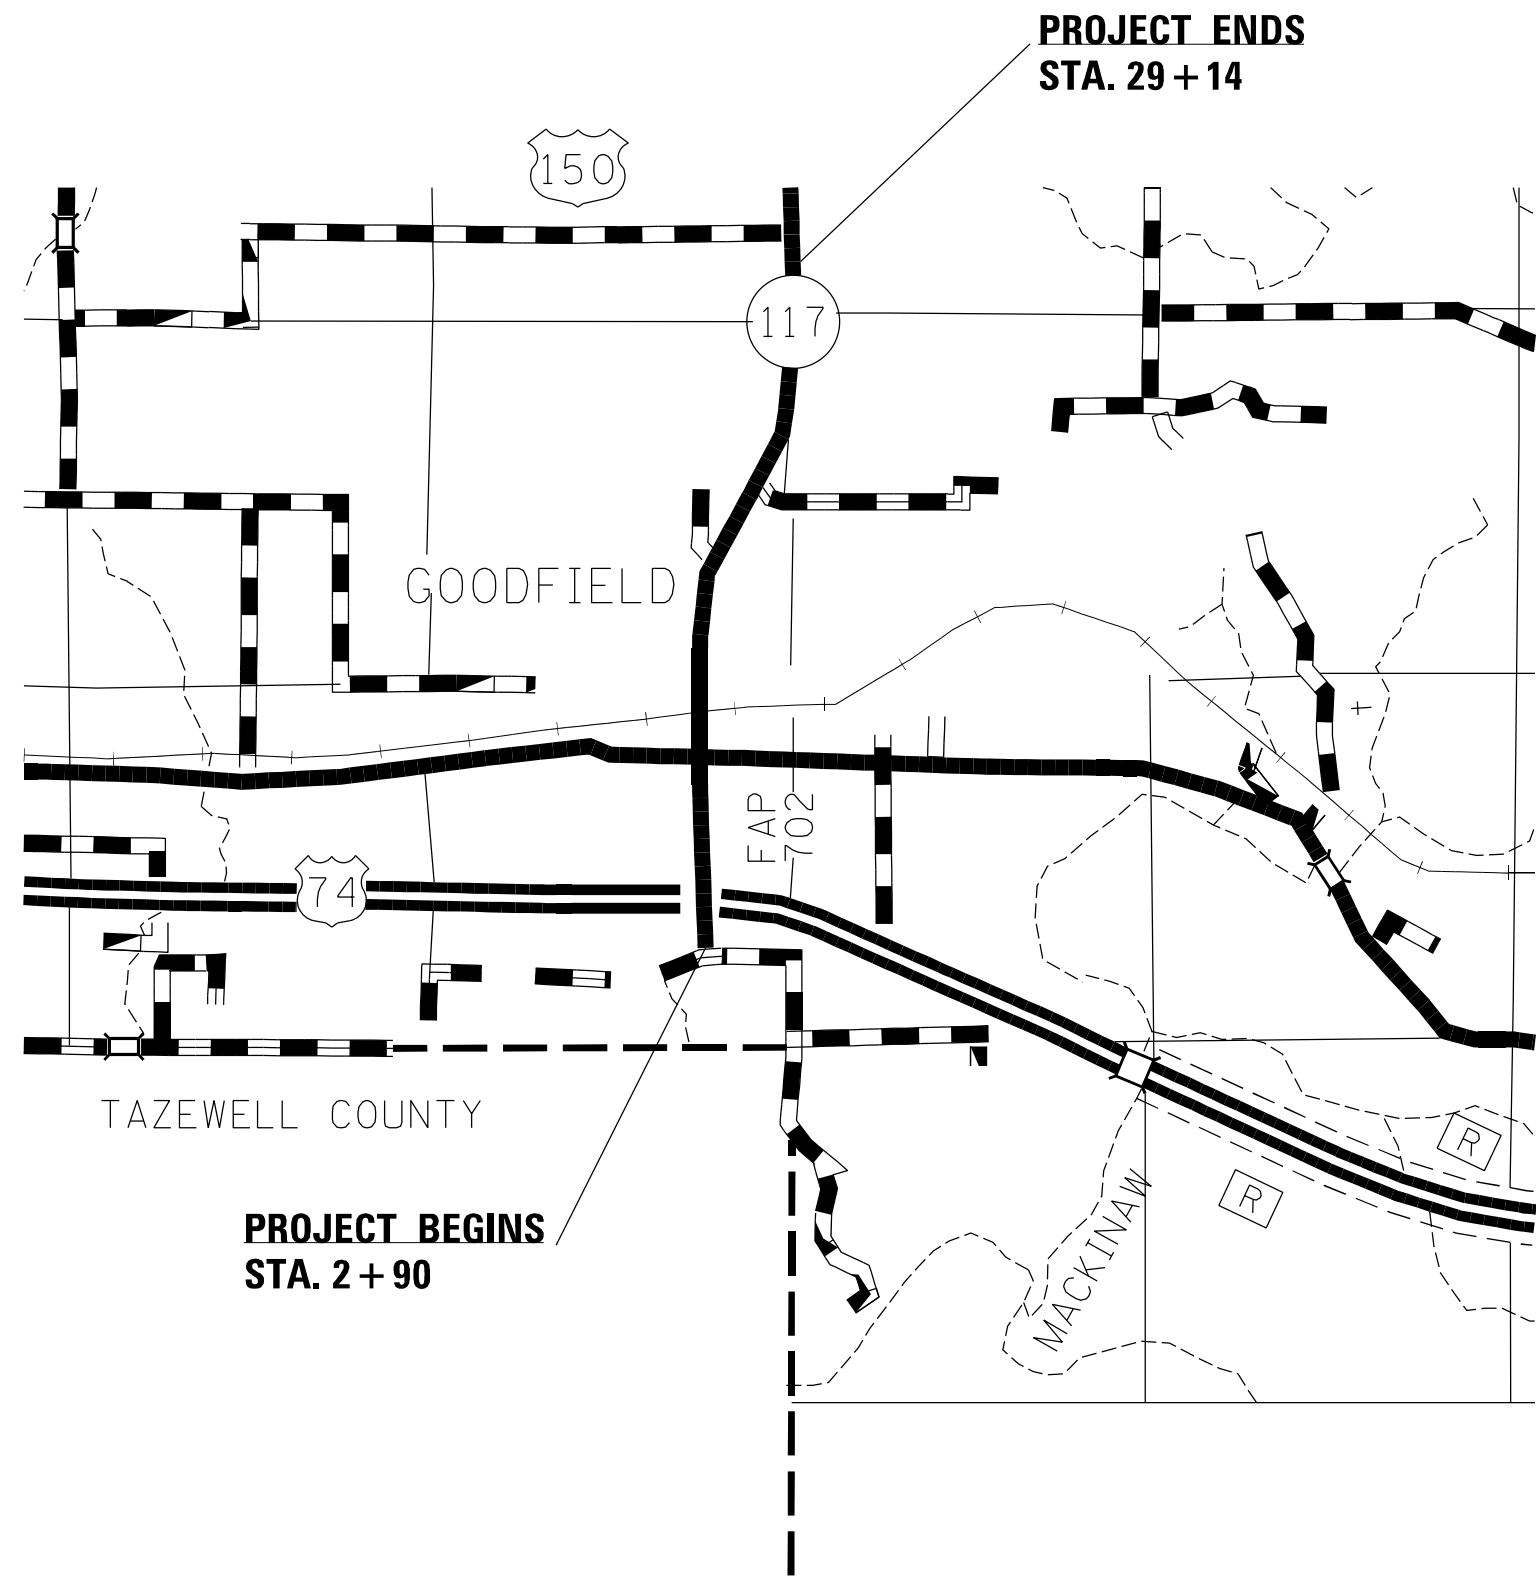 PROJECT ENDS
STA. 29+14
150
117
GOODFIELD
FAP
702
74
TAZEWELL COUNTY
R
R
MACKINAW
PROJECT BEGINS
STA. 2+90